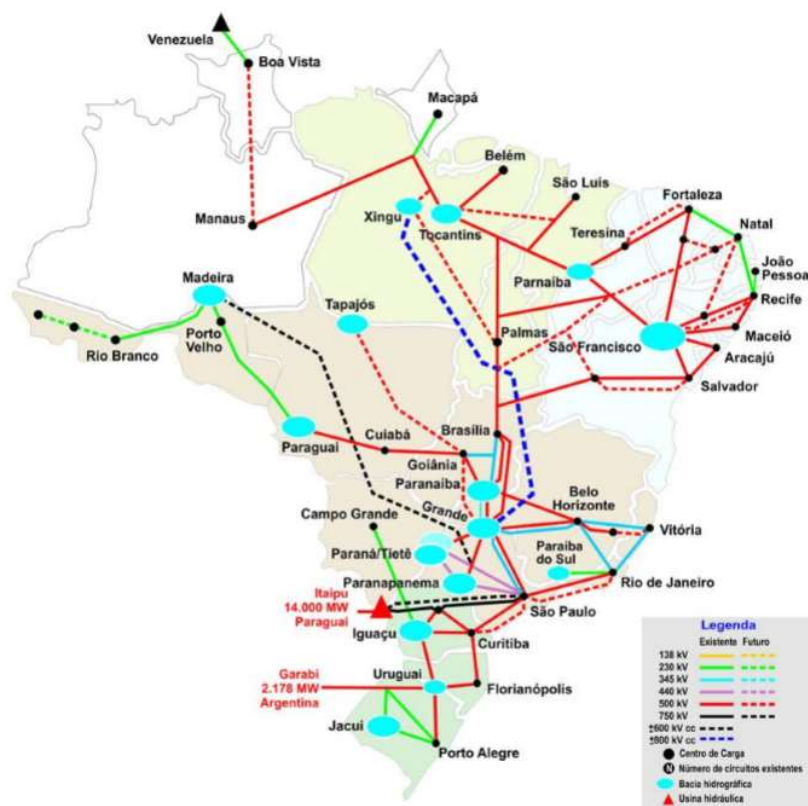 Venezuela
Boa Vista
Macapá
Belém
São Luis
Fortaleza
Xingu
Tocantins
Teresina
Natal
Manaus
João
Pessoa
Parnaíba
Recife
Madeira
Tapajós
Palmas
São Francisco
Maceió
Rio Branco
Porto
Velho
Aracajú
Salvador
Brasília
Paraguai
Cuiabá
Goiânia
Paranaíba
Campo Grande
Grande
Belo
Horizonte
Vitória
Paraná/Tietê
Paraíba
do Sul
Paranapanema
Rio de Janeiro
Itaipu
14.000 MW
Paraguai
São Paulo
Iguaçu
Curitiba
Garabi
2.178 MW
Argentina
Uruguai
Florianópolis
Jacui
Porto Alegre
Legenda
Existente Futuro
138 kV
230 kV
345 kV
440 kV
500 kV
750 kV
±600 kV cc
±800 kV cc
Centro de Carga
N Número de circuitos existentes
Bacia hidrográfica
Usina hidráulica